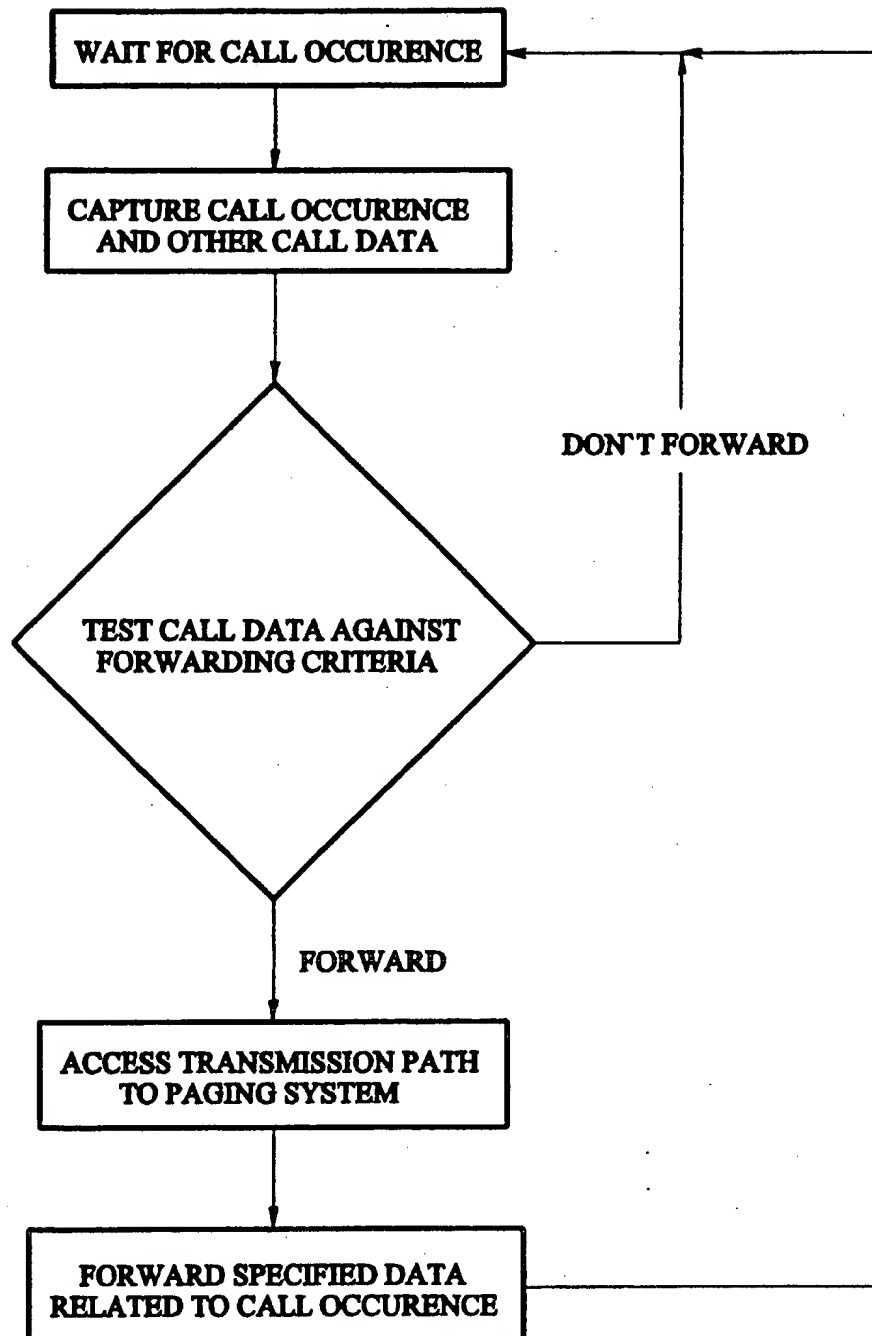 WAIT FOR CALL OCCURENCE
CAPTURE CALL OCCURENCE
AND OTHER CALL DATA
DON'T FORWARD
TEST CALL DATA AGAINST
FORWARDING CRITERIA
FORWARD
ACCESS TRANSMISSION PATH
TO PAGING SYSTEM
FORWARD SPECIFIED DATA
RELATED TO CALL OCCURENCE